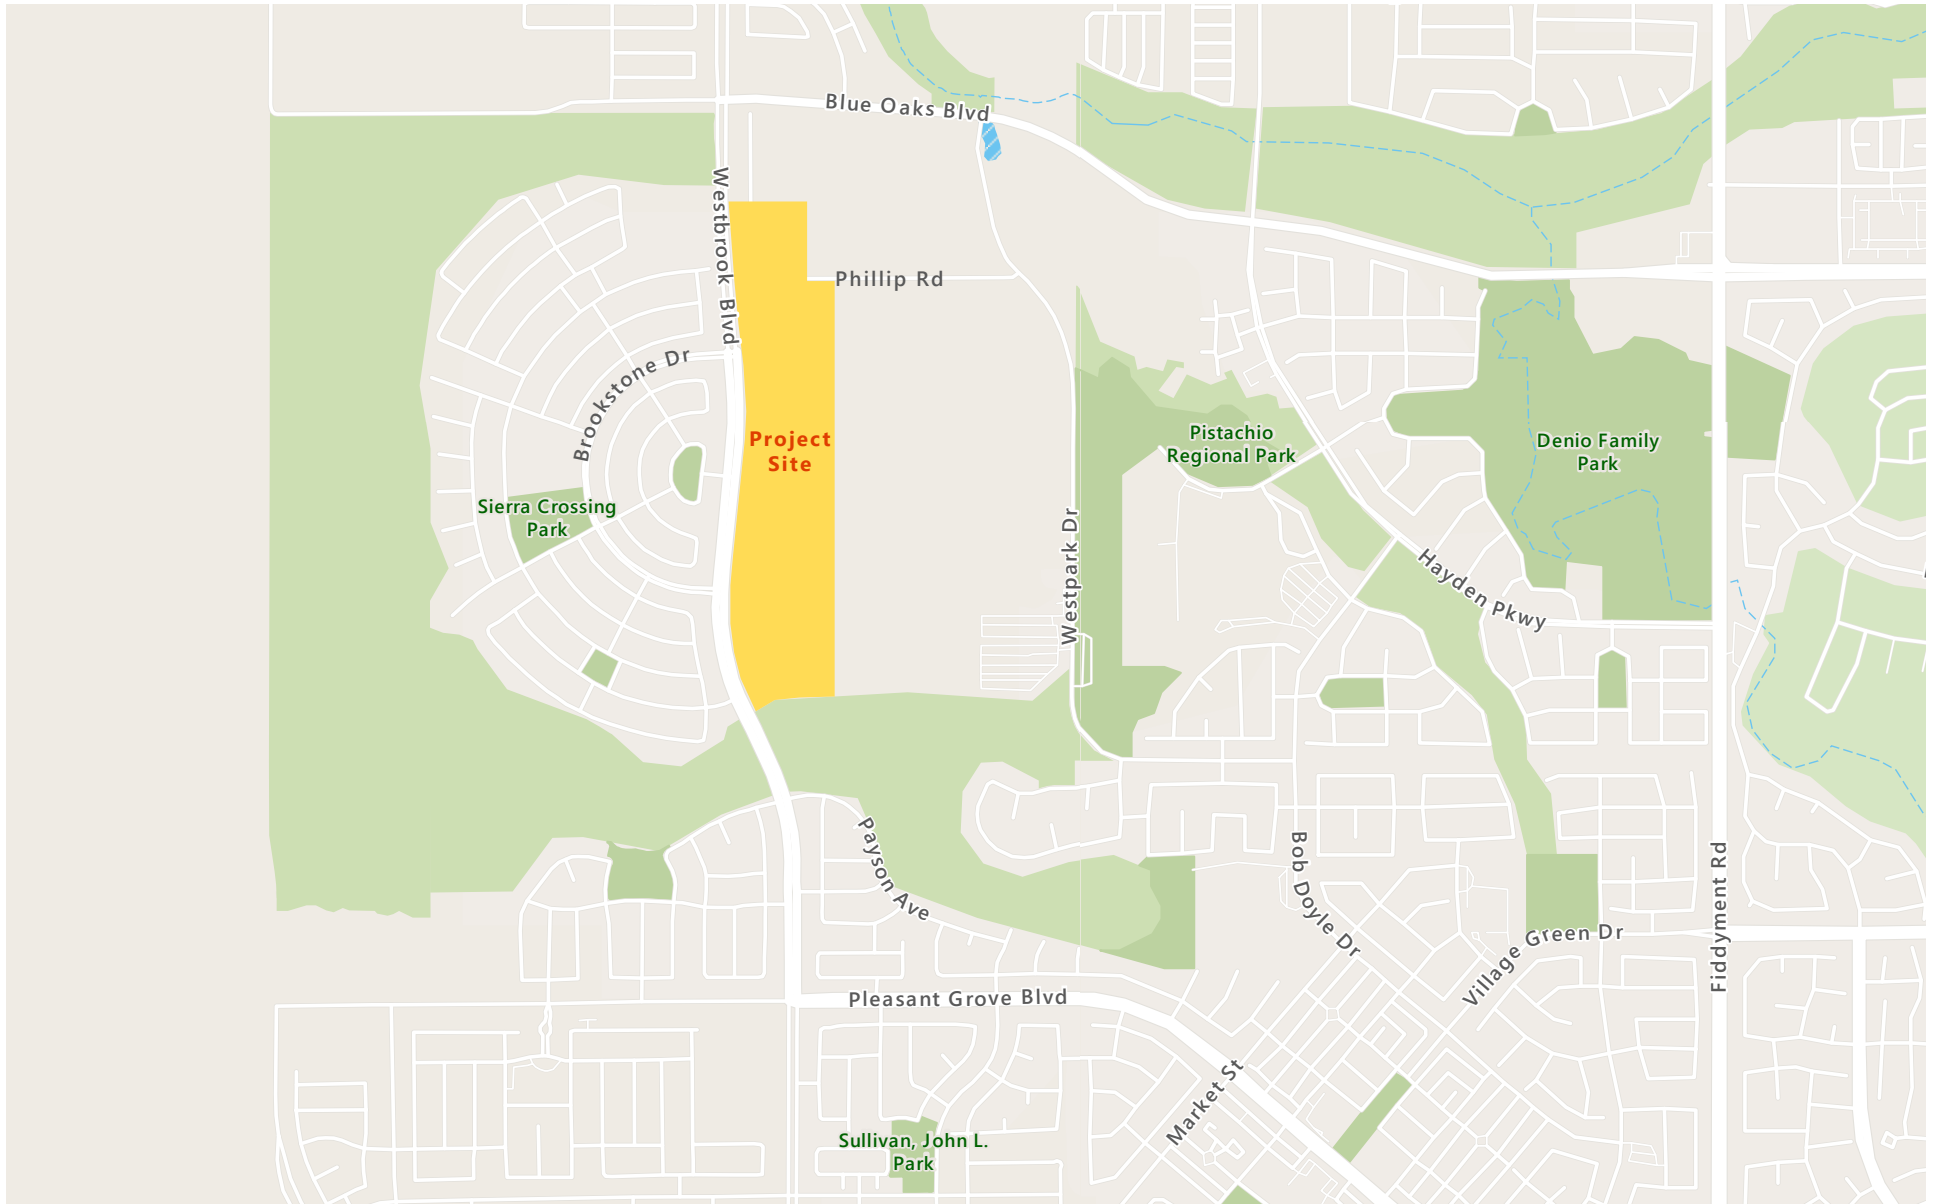 Blue Oaks Blvd
Westbrook Blvd
Phillip Rd
Brookstone Dr
Project
Site
Pistachio
Regional Park
Denio Family
Park
Sierra Crossing
Park
Westpark Dr
Hayden Pkwy
Payson Ave
Bob Doyle Dr
Fiddyment Rd
Village Green Dr
Pleasant Grove Blvd
Market St
Sullivan, John L.
Park